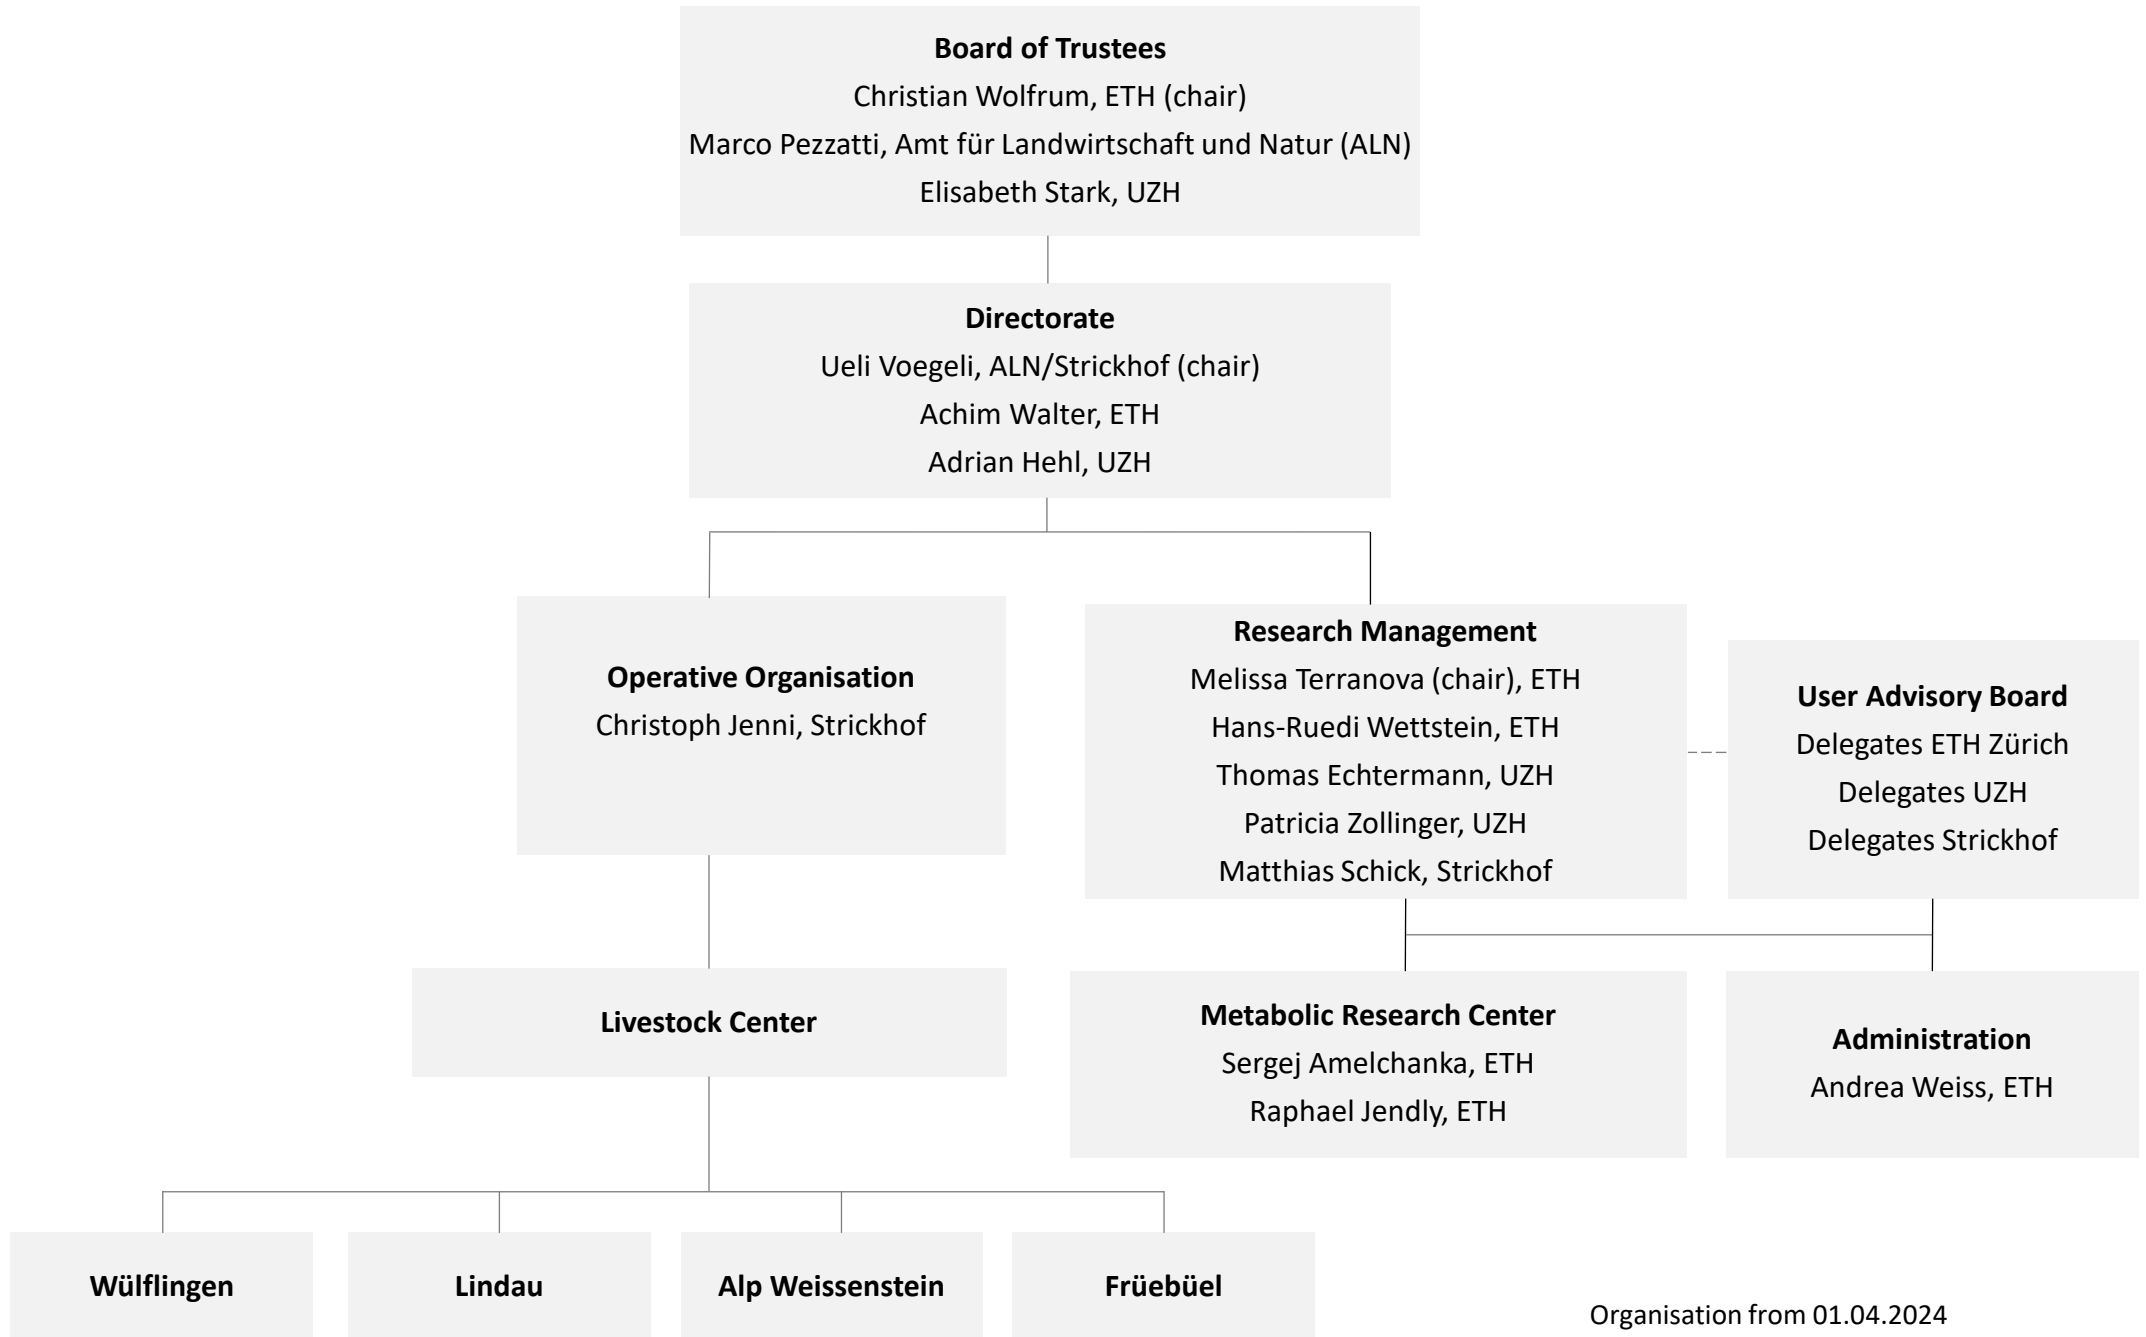 Board of Trustees
Christian Wolfrum, ETH (chair)
Marco Pezzatti, Amt für Landwirtschaft und Natur (ALN)
Elisabeth Stark, UZH
Directorate
Ueli Voegeli, ALN/Strickhof (chair)
Achim Walter, ETH
Adrian Hehl, UZH
Operative Organisation
Christoph Jenni, Strickhof
Research Management
Melissa Terranova (chair), ETH
Hans-Ruedi Wettstein, ETH
Thomas Echtermann, UZH
Patricia Zollinger, UZH
Matthias Schick, Strickhof
User Advisory Board
Delegates ETH Zürich
Delegates UZH
Delegates Strickhof
Livestock Center
Metabolic Research Center
Sergej Amelchanka, ETH
Raphael Jendly, ETH
Administration
Andrea Weiss, ETH
Wülflingen
Lindau
Alp Weissenstein
Früebüel
Organisation from 01.04.2024